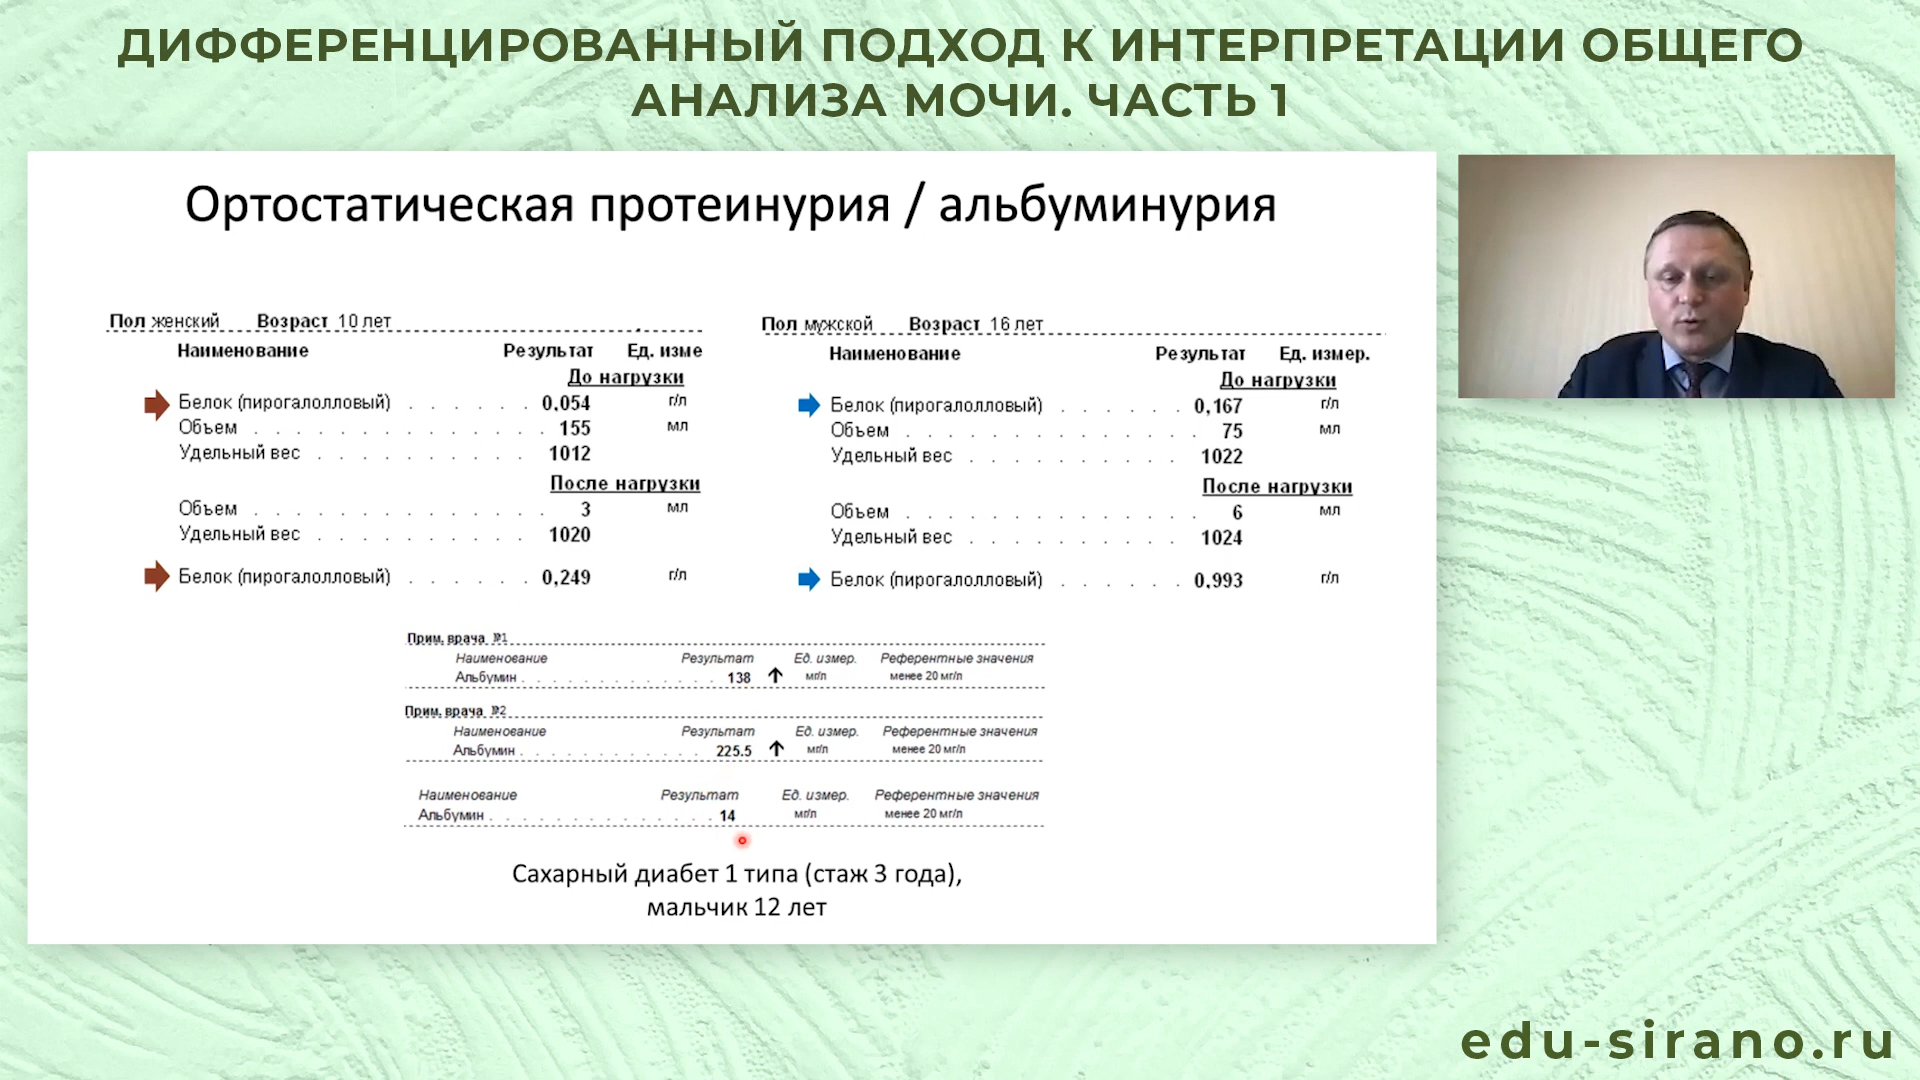 ДИФФЕРЕНЦИРОВАННЫЙ ПОДХОД К ИНТЕРПРЕТАЦИИ ОБЩЕГО
АНАЛИЗА МОЧИ. ЧАСТЬ 1
Ортостатическая протеинурия / альбуминурия
Пол женский Возраст 10 лет
Наименование Результат Ед. изме
До нагрузки
Белок (пирогалолловый) . . . . . . 0,054 г/л
Объем . . . . . . . . . . . . . 155 мл
Удельный вес . . . . . . . . . . 1012
После нагрузки
Объем . . . . . . . . . . . . . 3 мл
Удельный вес . . . . . . . . . . 1020
Белок (пирогалолловый) . . . . . . 0,249 г/л
Пол мужской Возраст 16 лет
Наименование Результат Ед. измер.
До нагрузки
Белок (пирогалолловый) . . . . . . 0,167 г/л
Объем . . . . . . . . . . . . . 75 мл
Удельный вес . . . . . . . . . . 1022
После нагрузки
Объем . . . . . . . . . . . . . 6 мл
Удельный вес . . . . . . . . . . 1024
Белок (пирогалолловый) . . . . . . 0,993 г/л
Прим. врача №1
Наименование Результат Ед. измер. Референтные значения
Альбумин . . . . . . . . . . . . . 138 ↑ мг/л менее 20 мг/л
Прим. врача №2
Наименование Результат Ед. измер. Референтные значения
Альбумин . . . . . . . . . . . . 225.5 ↑ мг/л менее 20 мг/л
Наименование Результат Ед. измер. Референтные значения
Альбумин . . . . . . . . . . . . . 14 мг/л менее 20 мг/л
Сахарный диабет 1 типа (стаж 3 года),
мальчик 12 лет
edu-sirano.ru